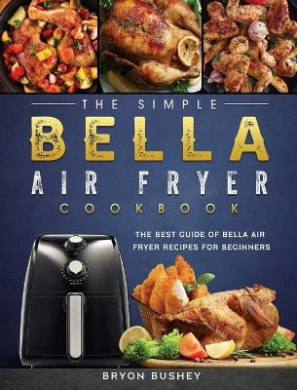 THE SIMPLE
BELLA
AIR FRYER
COOKBOOK
THE BEST GUIDE OF BELLA AIR
FRYER RECIPES FOR BEGINNERS
BRYON BUSHEY